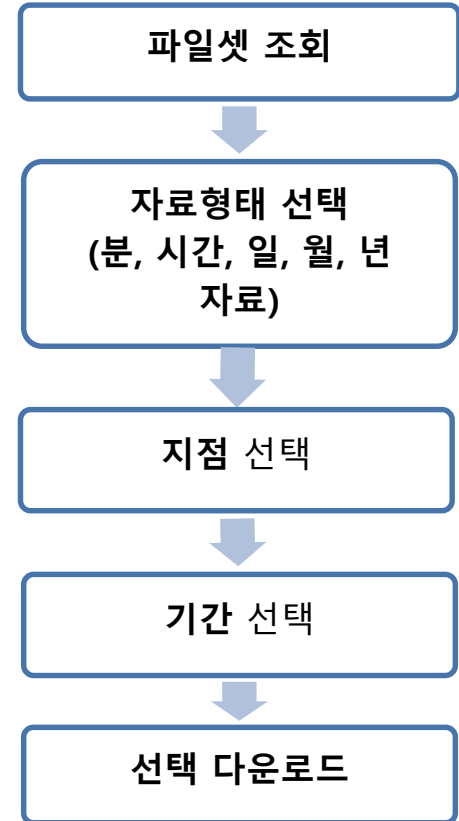 파일셋 조회
자료형태 선택
(분, 시간, 일, 월, 년
자료)
지점 선택
기간 선택
선택 다운로드